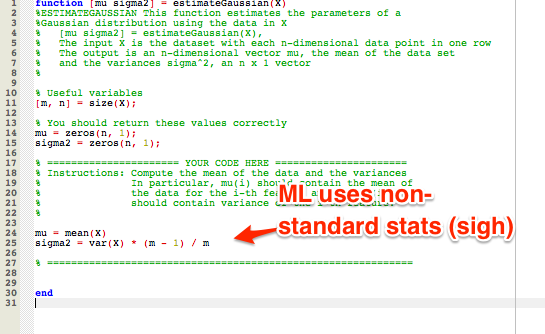 1 function [mu sigma2] = estimateGaussian(X)
2 %ESTIMATEGAUSSIAN This function estimates the parameters of a
3 %Gaussian distribution using the data in X
4 % [mu sigma2] = estimateGaussian(X),
5 % The input X is the dataset with each n-dimensional data point in one row
6 % The output is an n-dimensional vector mu, the mean of the data set
7 % and the variances sigma^2, an n x 1 vector
8 %
9
10 % Useful variables
11 [m, n] = size(X);
12
13 % You should return these values correctly
14 mu = zeros(n, 1);
15 sigma2 = zeros(n, 1);
16
17 % ====================== YOUR CODE HERE ======================
18 % Instructions: Compute the mean of the data and the variances
19 % In particular, mu(i) should contain the mean of
20 % the data for the i-th
21 % should contain variance
22 %
23
24 mu = mean(X)
25 sigma2 = var(X) * (m - 1) / m
26
27 % =============================================================
28
29
30 end
31
ML uses non-
standard stats (sigh)